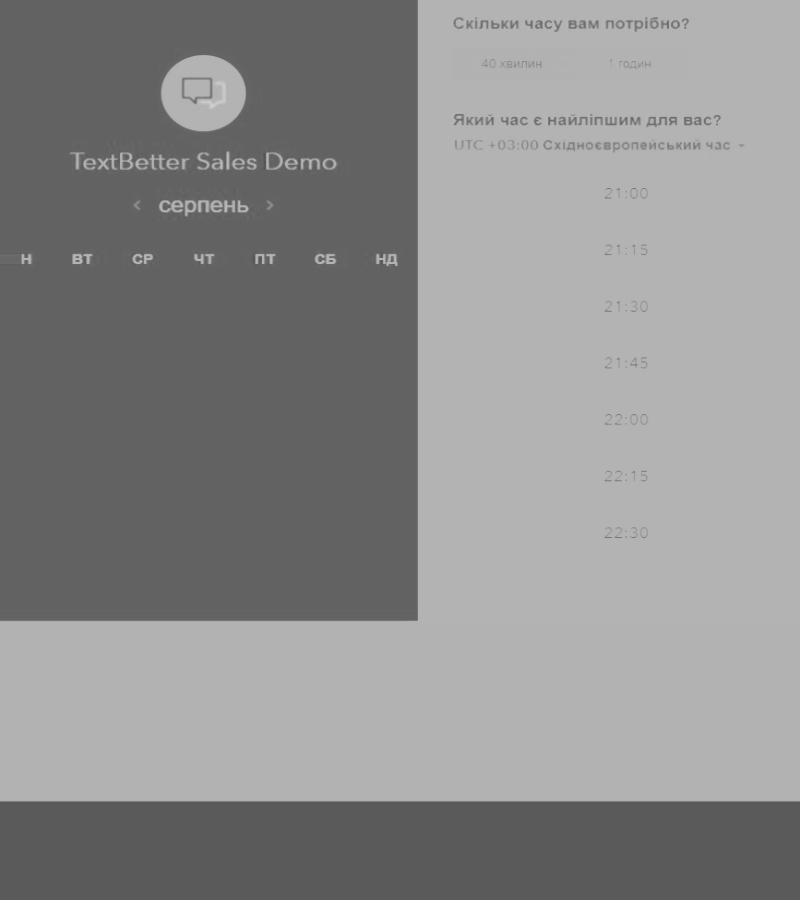 TextBetter Sales Demo
серпень
Н ВТ СР ЧТ ПТ СБ НД
Скільки часу вам потрібно?
40 хвилин 1 годин
Який час є найліпшим для вас?
UTC +03:00 Східноєвропейський час
21:00
21:15
21:30
21:45
22:00
22:15
22:30